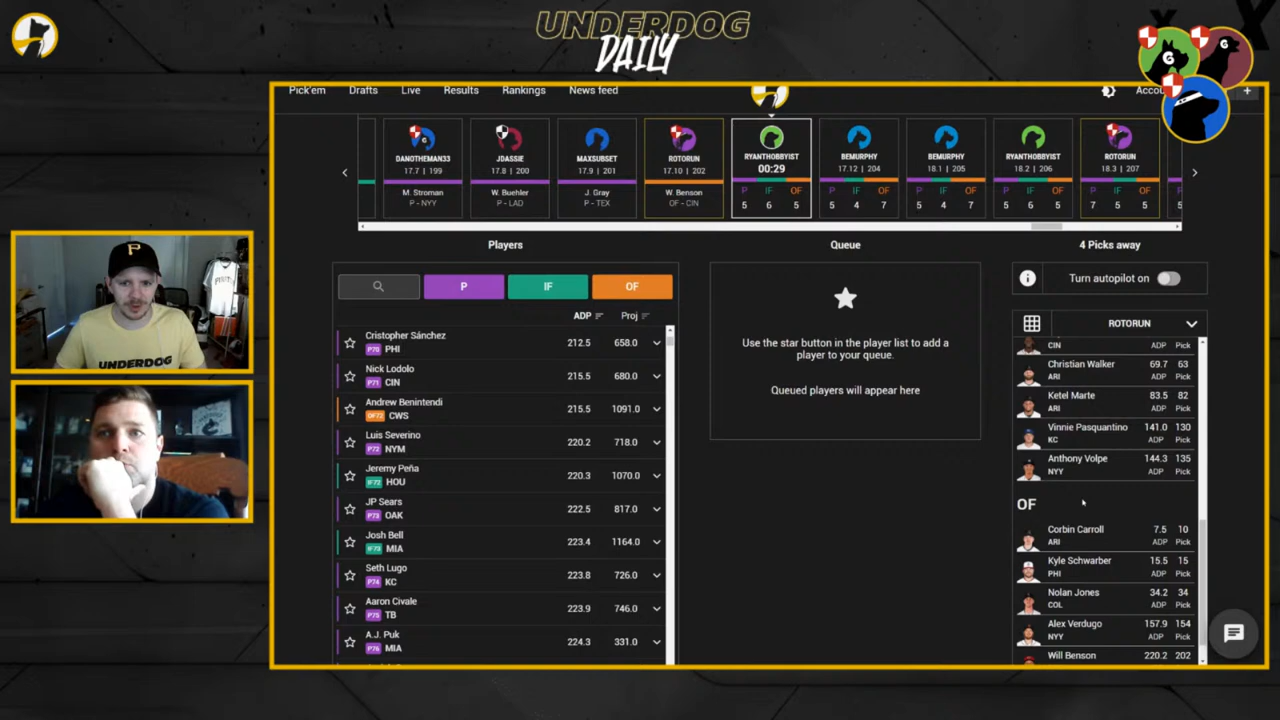 UNDERDOG
DAILY
Pick'em Drafts Live Results Rankings News feed Accou
DANOTHEMAN33
17.7 | 199
M. Stroman
P - NYY
JDASSIE
17.8 | 200
W. Buehler
P - LAD
MAXSUBSET
17.9 | 201
J. Gray
P - TEX
ROTORUN
17.10 | 202
W. Benson
OF - CIN
RYANTHOBBYIST
00:29
P IF OF
5 6 5
BEMURPHY
17.12 | 204
P IF OF
5 4 7
BEMURPHY
18.1 | 205
P IF OF
5 4 7
RYANTHOBBYIST
18.2 | 206
P IF OF
5 6 5
ROTORUN
18.3 | 207
P IF OF
7 5 5
Players
P IF OF
ADP Proj
Cristopher Sánchez
P70 PHI
212.5 658.0
Nick Lodolo
P71 CIN
215.5 680.0
Andrew Benintendi
OF72 CWS
215.5 1091.0
Luis Severino
P72 NYM
220.2 718.0
Jeremy Peña
IF72 HOU
220.3 1070.0
JP Sears
P73 OAK
222.5 817.0
Josh Bell
IF73 MIA
223.4 1164.0
Seth Lugo
P74 KC
223.8 726.0
Aaron Civale
P75 TB
223.9 746.0
A.J. Puk
P76 MIA
224.3 331.0
Queue
Use the star button in the player list to add a
player to your queue.
Queued players will appear here
4 Picks away
Turn autopilot on
ROTORUN
CIN ADP Pick
Christian Walker 69.7 63
ARI ADP Pick
Ketel Marte 83.5 82
ARI ADP Pick
Vinnie Pasquantino 141.0 130
KC ADP Pick
Anthony Volpe 144.3 135
NYY ADP Pick
OF
Corbin Carroll 7.5 10
ARI ADP Pick
Kyle Schwarber 15.5 15
PHI ADP Pick
Nolan Jones 34.2 34
COL ADP Pick
Alex Verdugo 157.9 154
NYY ADP Pick
Will Benson 220.2 202
P
UNDERDOG
G
G